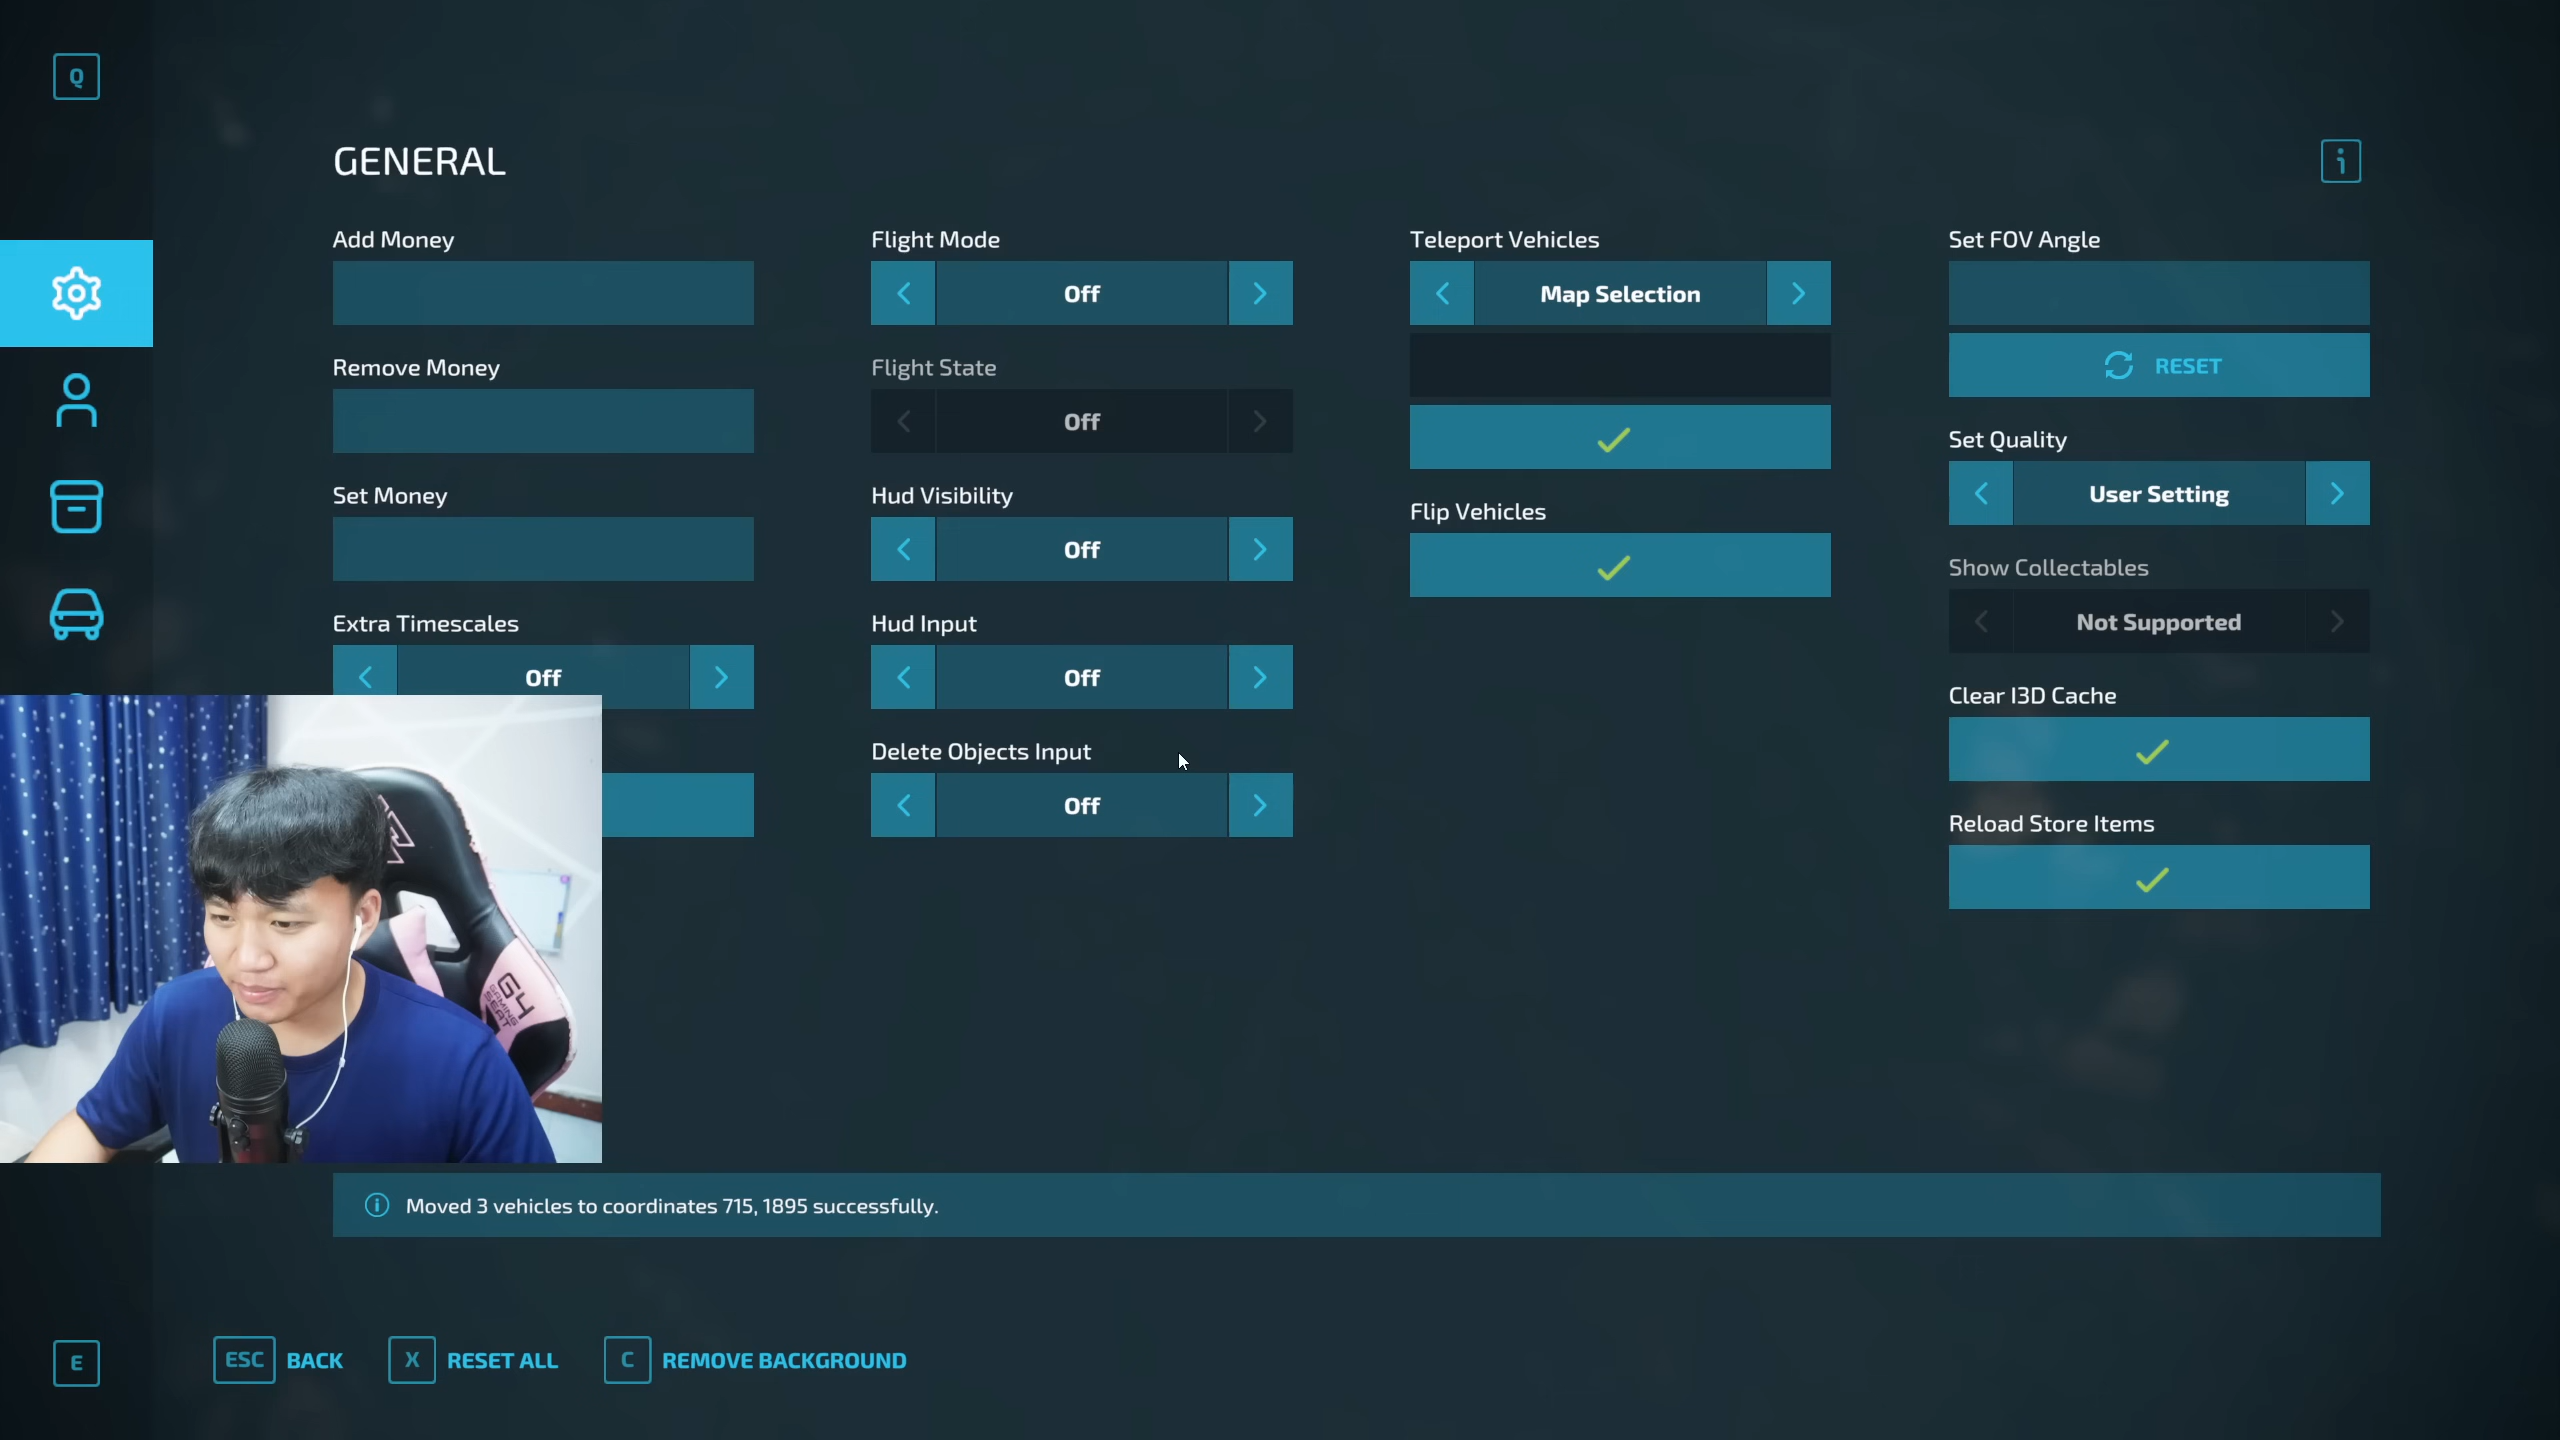 Q
GENERAL
i
Add Money
Remove Money
Set Money
Extra Timescales
Off
Flight Mode
Off
Flight State
Off
Hud Visibility
Off
Hud Input
Off
Delete Objects Input
Off
Teleport Vehicles
Map Selection
Flip Vehicles
Set FOV Angle
RESET
Set Quality
User Setting
Show Collectables
Not Supported
Clear I3D Cache
Reload Store Items
G4
GAMING
SEAT
Moved 3 vehicles to coordinates 715, 1895 successfully.
E
ESC BACK X RESET ALL C REMOVE BACKGROUND